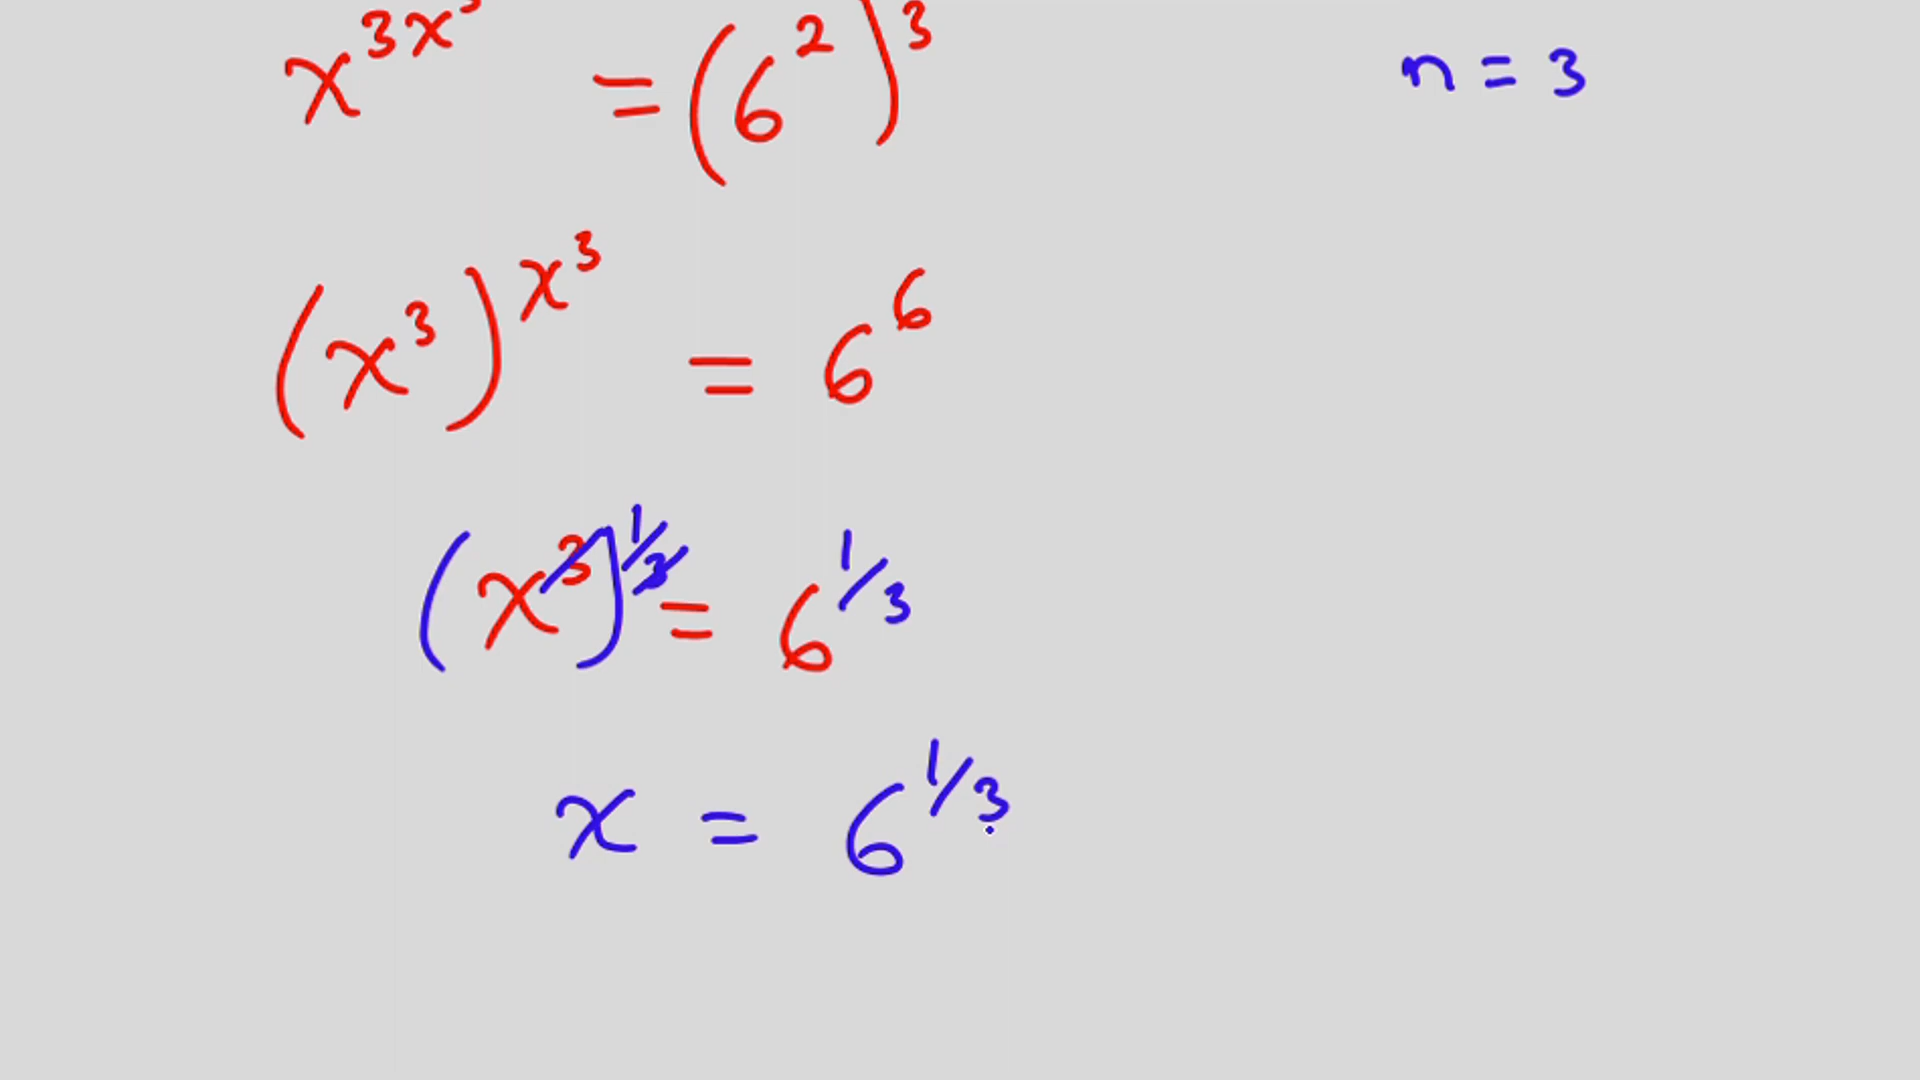 x^{3x^3} = (6^2)^3
n = 3
(x^3)^{x^3} = 6^6
(x^3)^{1/3} = 6^{1/3}
x = 6^{1/3}